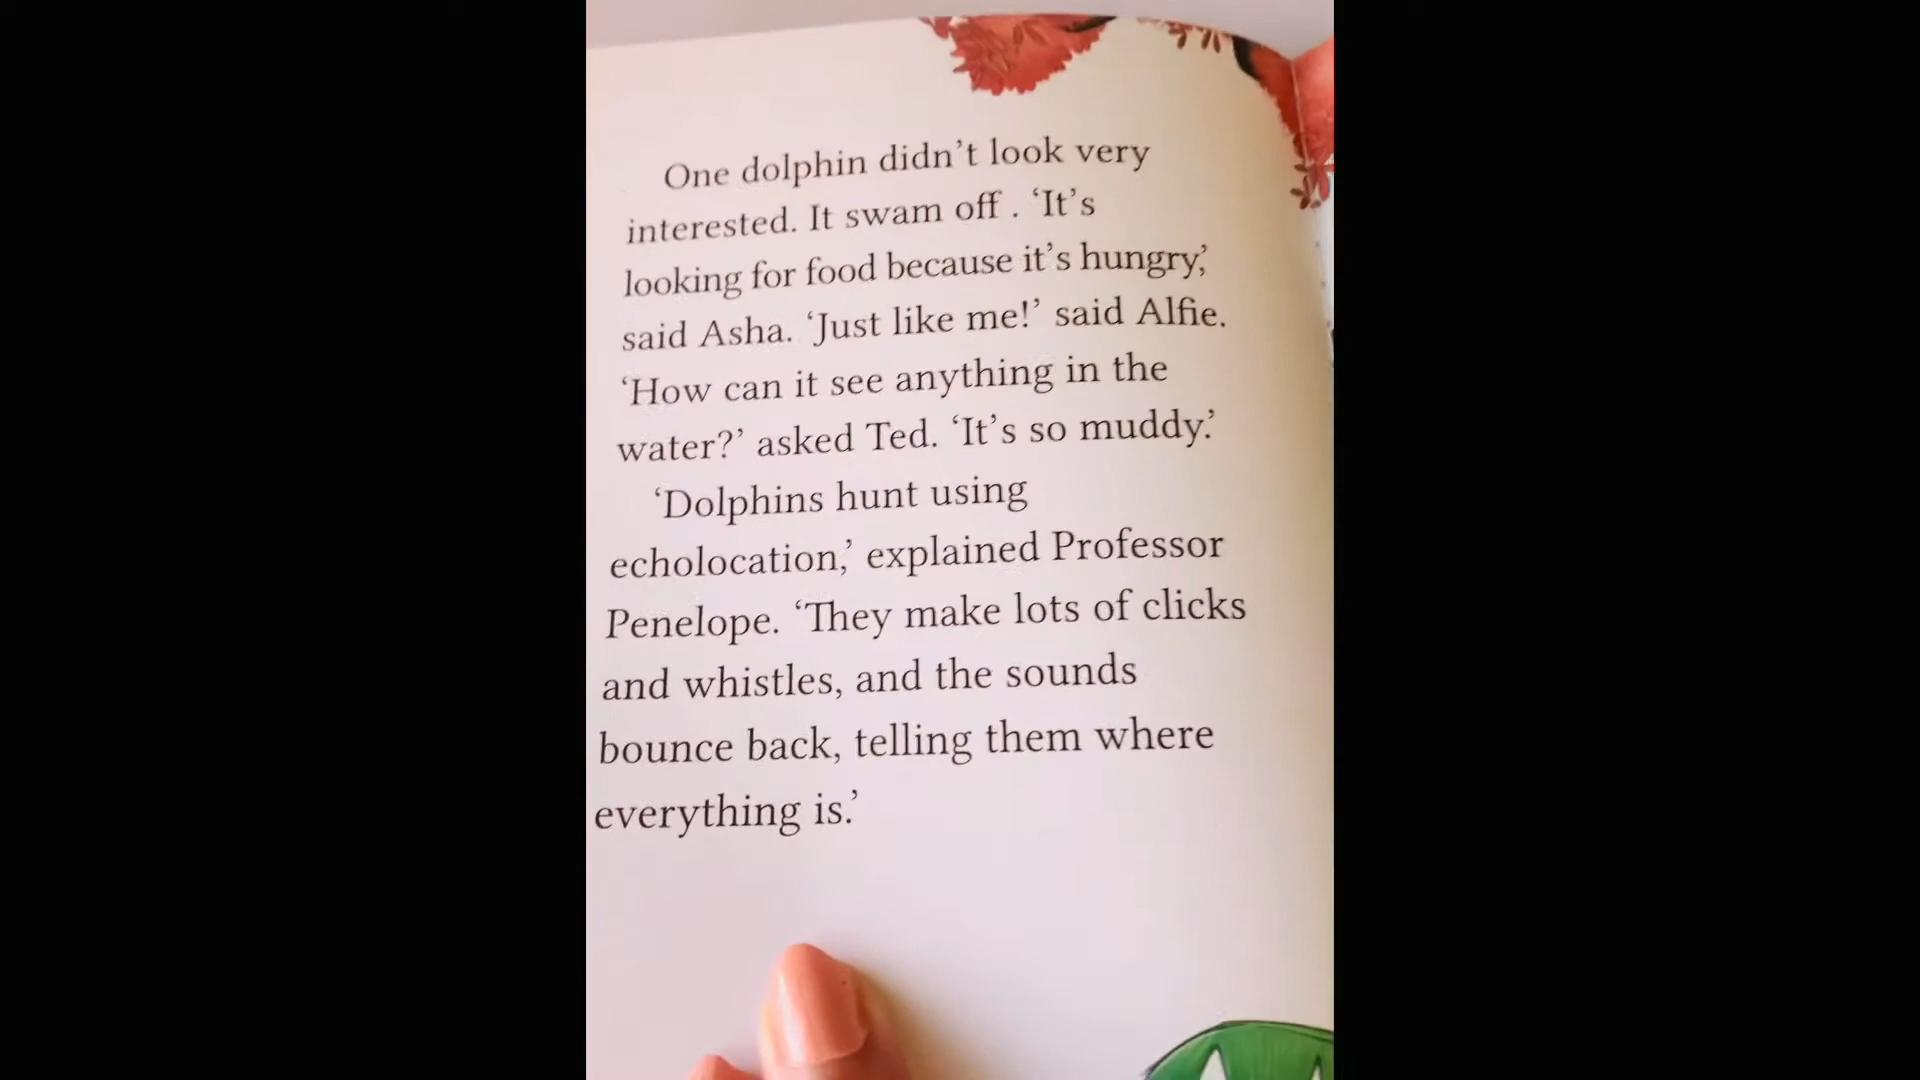 One dolphin didn’t look very
interested. It swam off . ‘It’s
looking for food because it’s hungry,’
said Asha. ‘Just like me!’ said Alfie.
‘How can it see anything in the
water?’ asked Ted. ‘It’s so muddy.’
‘Dolphins hunt using
echolocation,’ explained Professor
Penelope. ‘They make lots of clicks
and whistles, and the sounds
bounce back, telling them where
everything is.’